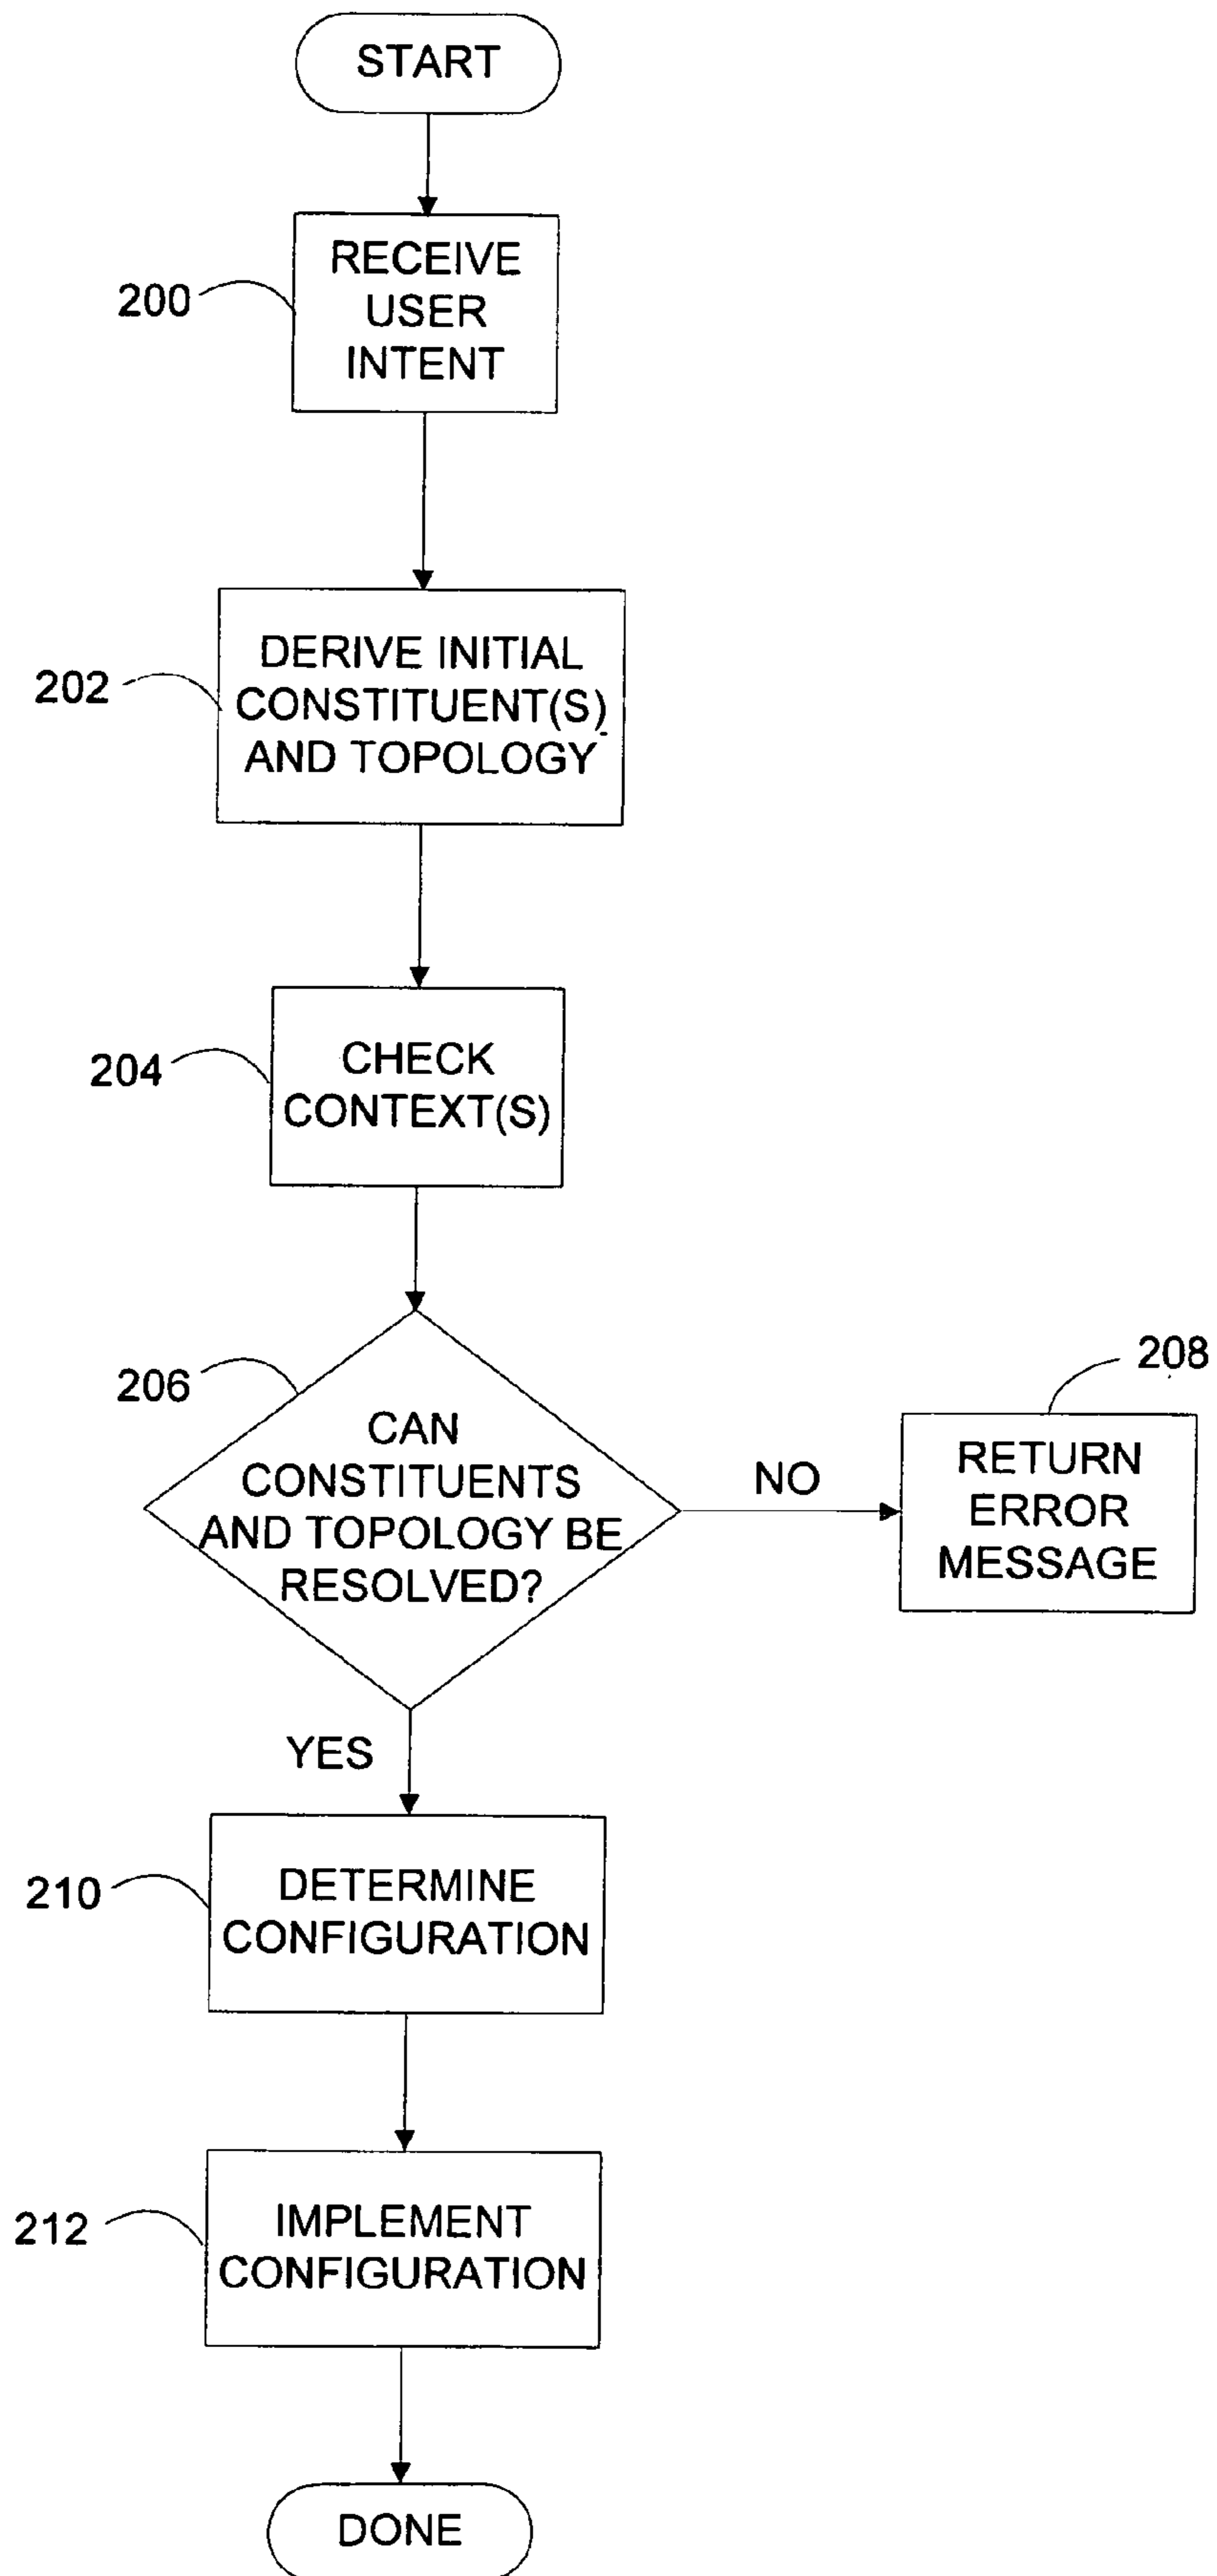 START
RECEIVE
USER
INTENT
200
DERIVE INITIAL
CONSTITUENT(S)
AND TOPOLOGY
202
CHECK
CONTEXT(S)
204
CAN
CONSTITUENTS
AND TOPOLOGY BE
RESOLVED?
206
NO
208
RETURN
ERROR
MESSAGE
YES
DETERMINE
CONFIGURATION
210
IMPLEMENT
CONFIGURATION
212
DONE